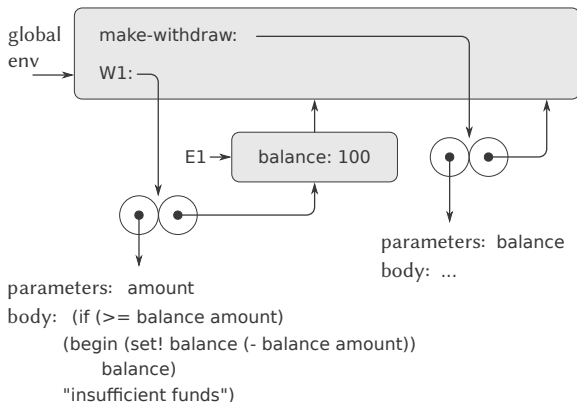 global
env
make-withdraw:
W1:
E1
balance: 100
parameters: balance
body: ...
parameters: amount
body: (if (>= balance amount)
(begin (set! balance (- balance amount))
balance)
"insufficient funds")